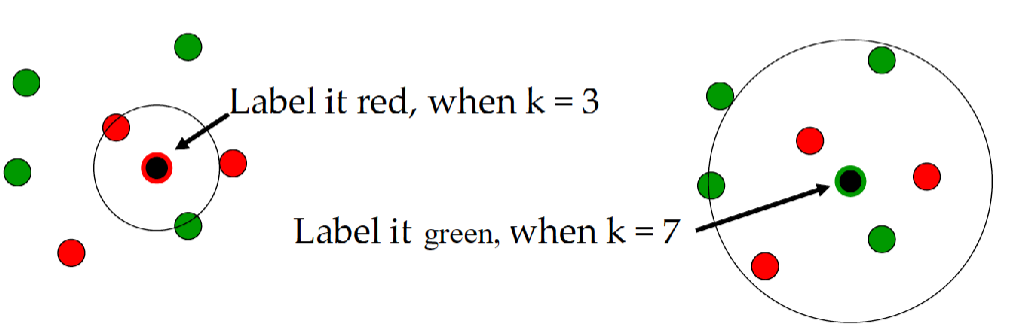 Label it red, when k = 3
Label it green, when k = 7